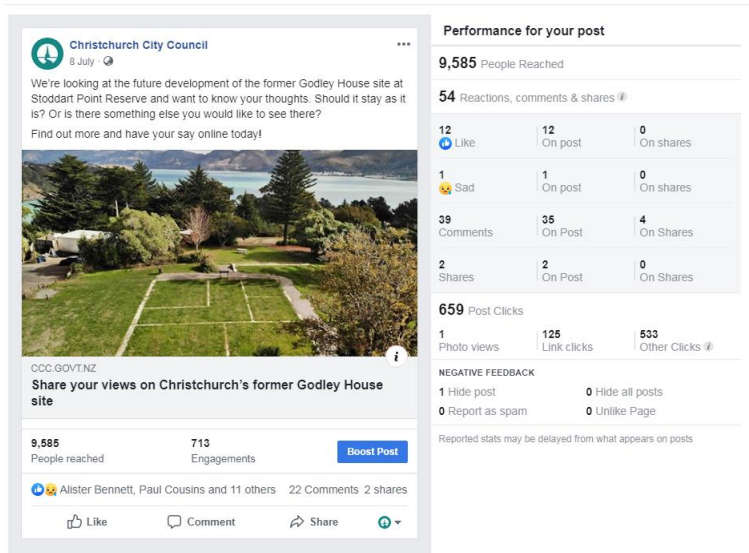 Christchurch City Council
8 July ·
We're looking at the future development of the former Godley House site at
Stoddart Point Reserve and want to know your thoughts. Should it stay as it
is? Or is there something else you would like to see there?
Find out more and have your say online today!
CCC.GOVT.NZ
Share your views on Christchurch's former Godley House
site
9,585 713
People reached Engagements Boost Post
Alister Bennett, Paul Cousins and 11 others 22 Comments 2 shares
Like Comment Share
Performance for your post
9,585 People Reached
54 Reactions, comments & shares
12 12 0
Like On post On shares
1 1 0
Sad On post On shares
39 35 4
Comments On Post On Shares
2 2 0
Shares On Post On Shares
659 Post Clicks
1 125 533
Photo views Link clicks Other Clicks
NEGATIVE FEEDBACK
1 Hide post 0 Hide all posts
0 Report as spam 0 Unlike Page
Reported stats may be delayed from what appears on posts